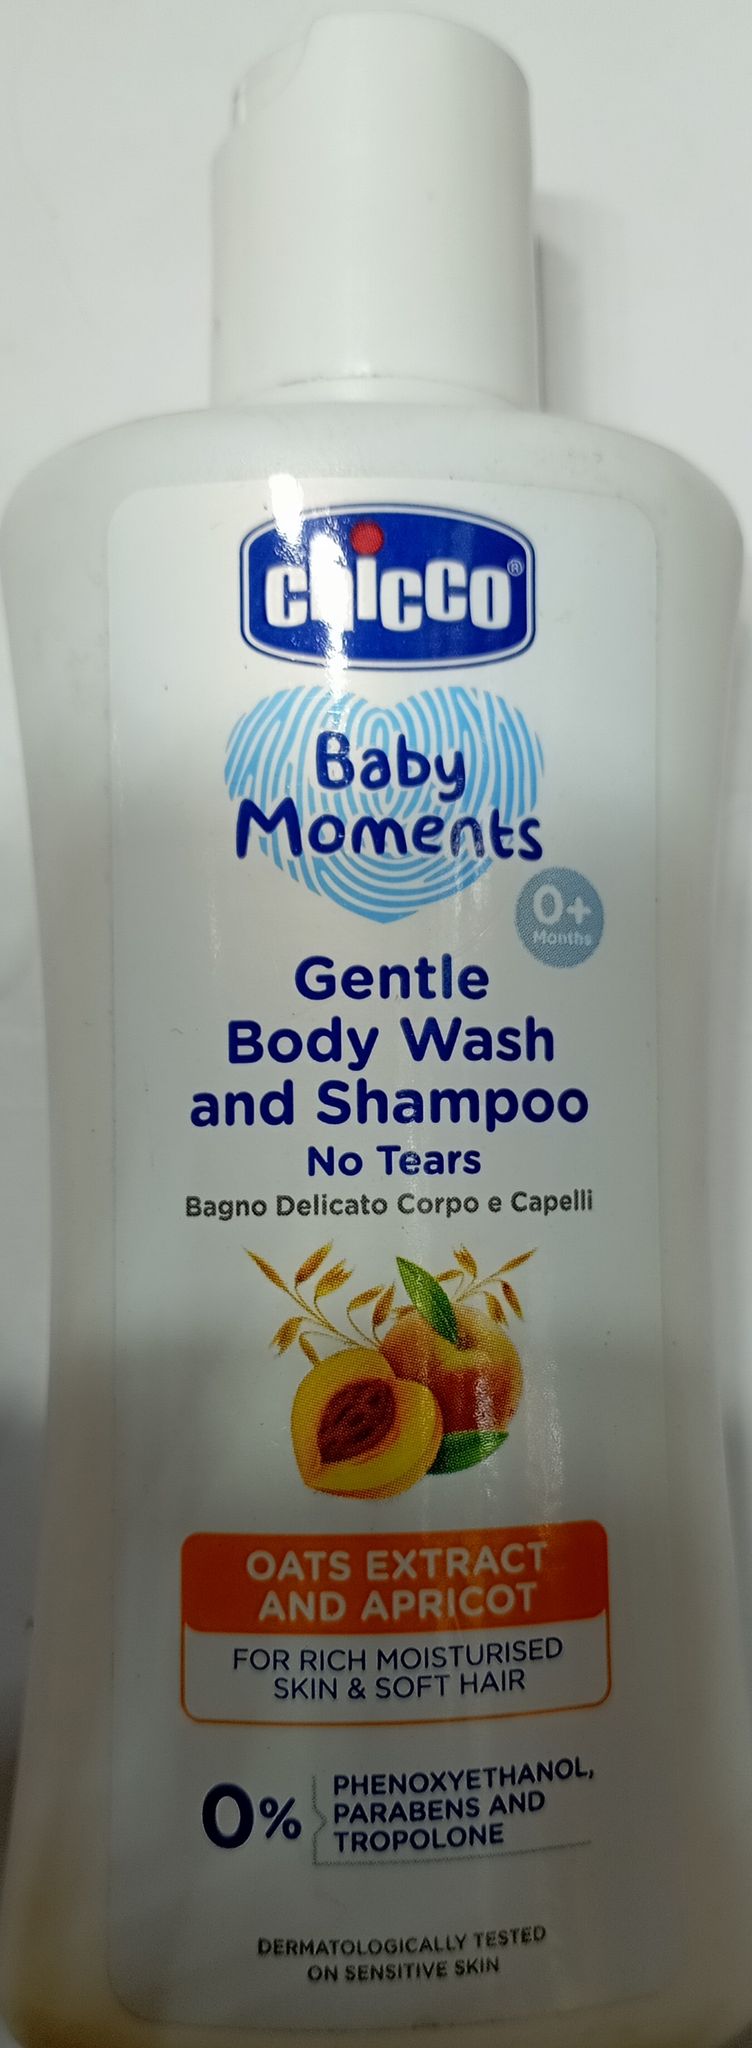 chicco®
Baby
Moments
0+
Months
Gentle
Body Wash
and Shampoo
No Tears
Bagno Delicato Corpo e Capelli
OATS EXTRACT
AND APRICOT
FOR RICH MOISTURISED
SKIN & SOFT HAIR
0%
PHENOXYETHANOL,
PARABENS AND
TROPOLONE
DERMATOLOGICALLY TESTED
ON SENSITIVE SKIN